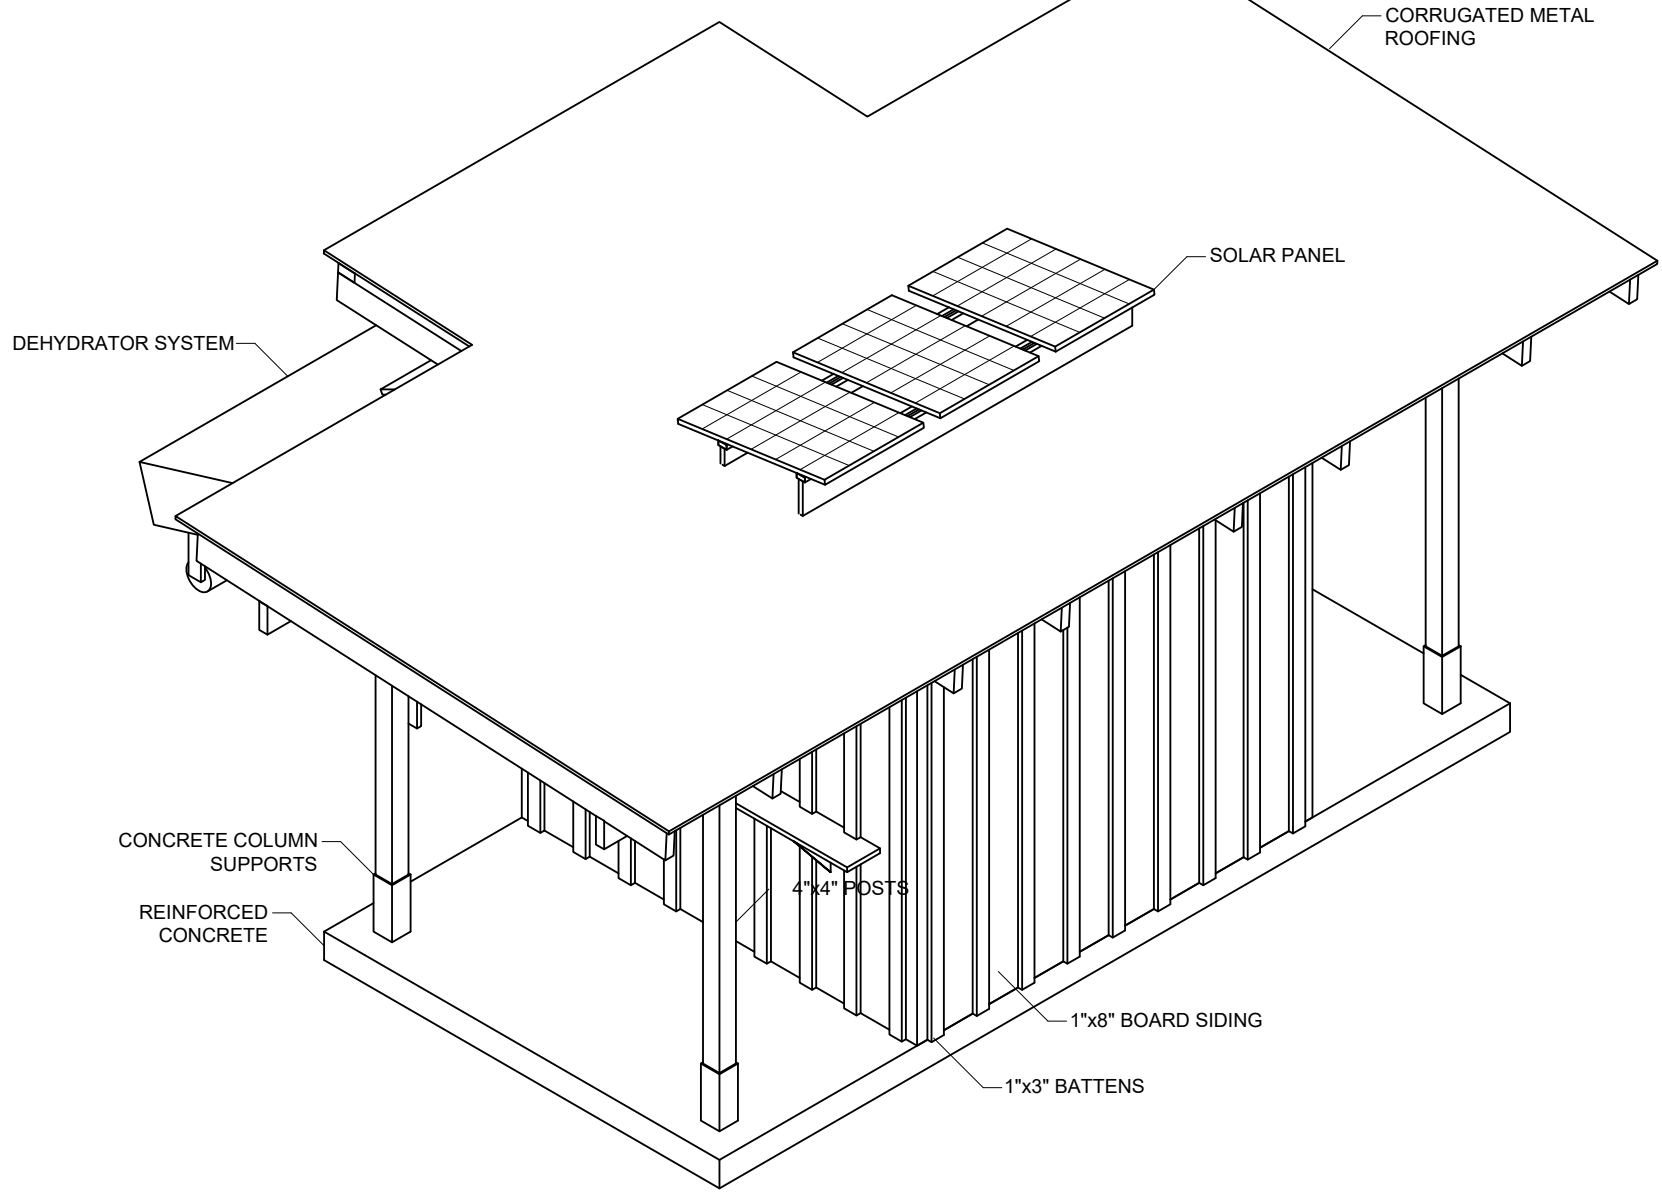 CORRUGATED METAL
ROOFING
SOLAR PANEL
DEHYDRATOR SYSTEM
CONCRETE COLUMN
SUPPORTS
4"x4" POSTS
REINFORCED
CONCRETE
1"x8" BOARD SIDING
1"x3" BATTENS